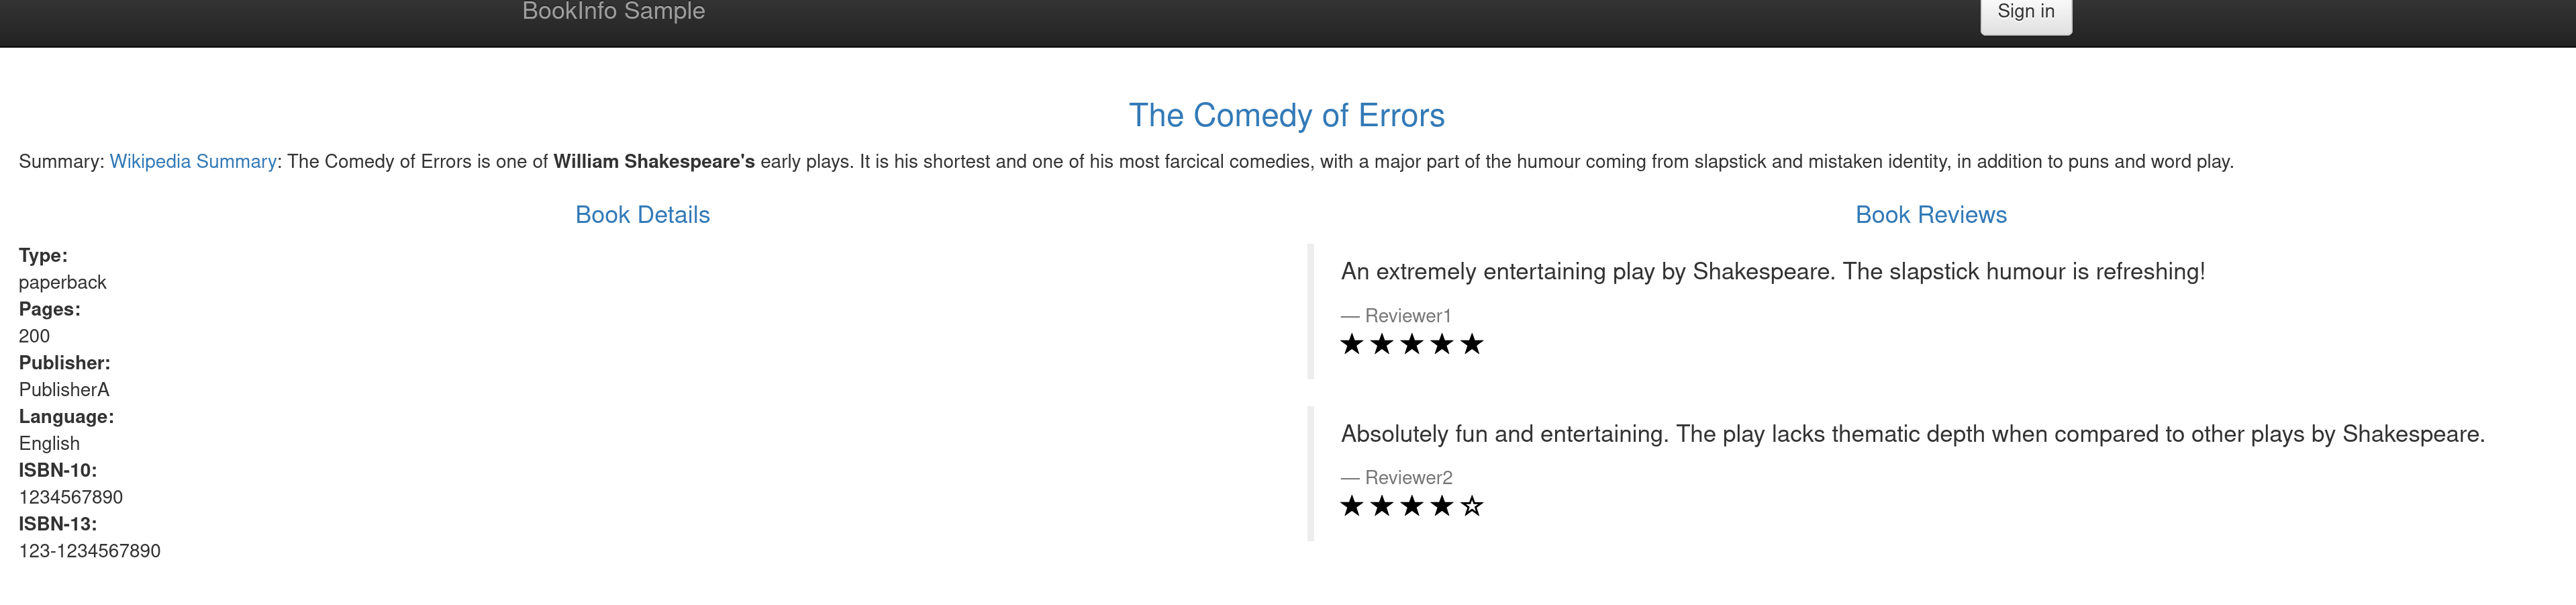 BookInfo Sample
Sign in
The Comedy of Errors
Summary: Wikipedia Summary: The Comedy of Errors is one of William Shakespeare's early plays. It is his shortest and one of his most farcical comedies, with a major part of the humour coming from slapstick and mistaken identity, in addition to puns and word play.
Book Details
Type:
paperback
Pages:
200
Publisher:
PublisherA
Language:
English
ISBN-10:
1234567890
ISBN-13:
123-1234567890
Book Reviews
An extremely entertaining play by Shakespeare. The slapstick humour is refreshing!
— Reviewer1
★★★★★
Absolutely fun and entertaining. The play lacks thematic depth when compared to other plays by Shakespeare.
— Reviewer2
★★★★☆